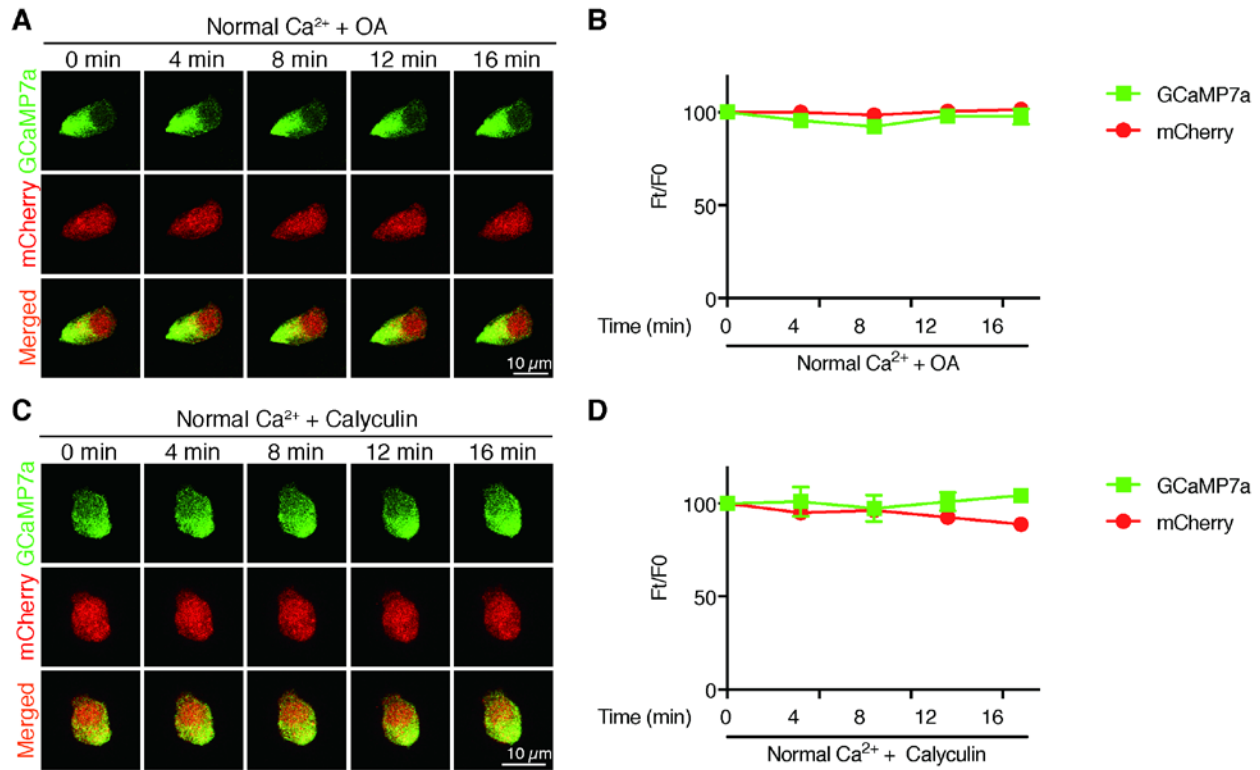 A
Normal Ca²⁺ + OA
0 min 4 min 8 min 12 min 16 min
GCaMP7a
mCherry
Merged
10 µm
B
100
50
0
Ft/F0
Time (min) 0 4 8 12 16
Normal Ca²⁺ + OA
GCaMP7a
mCherry
C
Normal Ca²⁺ + Calyculin
0 min 4 min 8 min 12 min 16 min
GCaMP7a
mCherry
Merged
10 µm
D
100
50
0
Ft/F0
Time (min) 0 4 8 12 16
Normal Ca²⁺ + Calyculin
GCaMP7a
mCherry